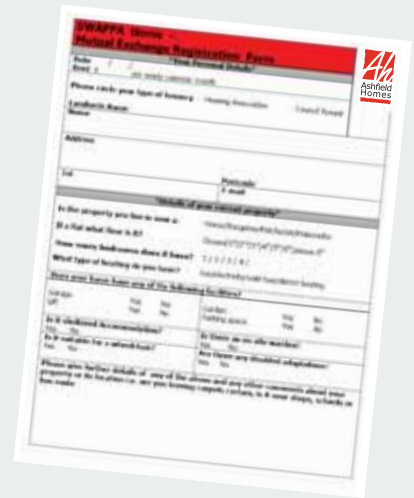 SWAPPA Home -
Mutual Exchange Registration Form
Ashfield
Homes
"Your Personal Details"
Date / /
Please circle your type of tenancy Housing Association Council Tenant
Landlords Name:
Name
Address
Tel
Postcode
E-mail
"Details of your current property"
Is the property you live in now a:
If a flat what floor is it?
How many bedrooms does it have?
What type of heating do you have?
Does your home have any of the following facilities?
Garage Yes No
Lift Yes No
Garden Yes No
Parking space Yes No
Is it sheltered Accommodation?
Yes No
Is there an on site warden?
Yes No
Is it suitable for a wheelchair?
Yes No
Are there any disabled adaptations?
Yes No
Please give further details of any of the above and any other comments about your
property or its location i.e. are you leaving carpets curtains, is it near shops, schools or
bus route